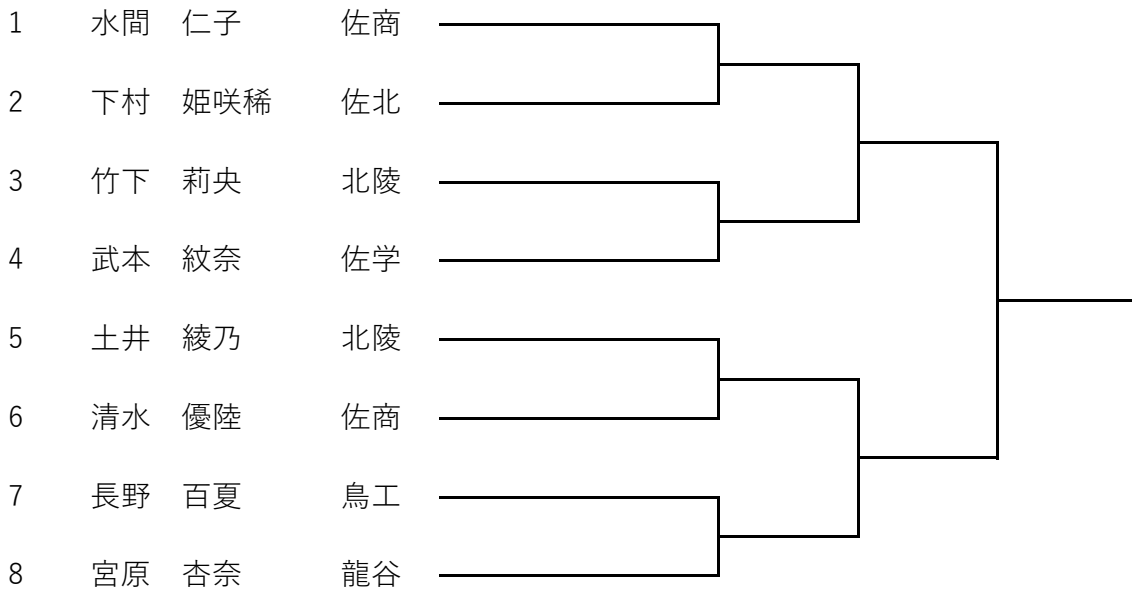 1 水間 仁子 佐商
2 下村 姫咲稀 佐北
3 竹下 莉央 北陵
4 武本 紋奈 佐学
5 土井 綾乃 北陵
6 清水 優陸 佐商
7 長野 百夏 鳥工
8 宮原 杏奈 龍谷